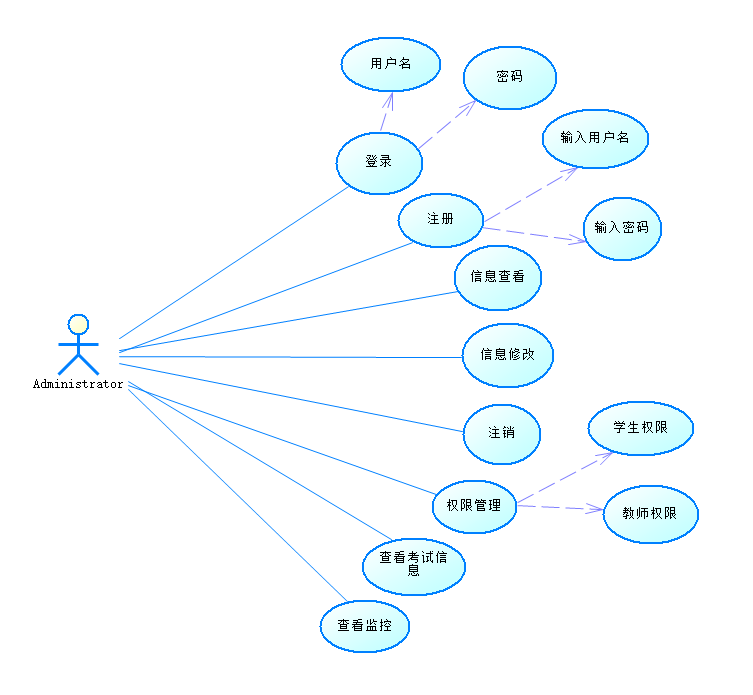 用户名
密码
输入用户名
登录
注册
输入密码
信息查看
信息修改
Administrator
注销
学生权限
权限管理
教师权限
查看考试信
息
查看监控